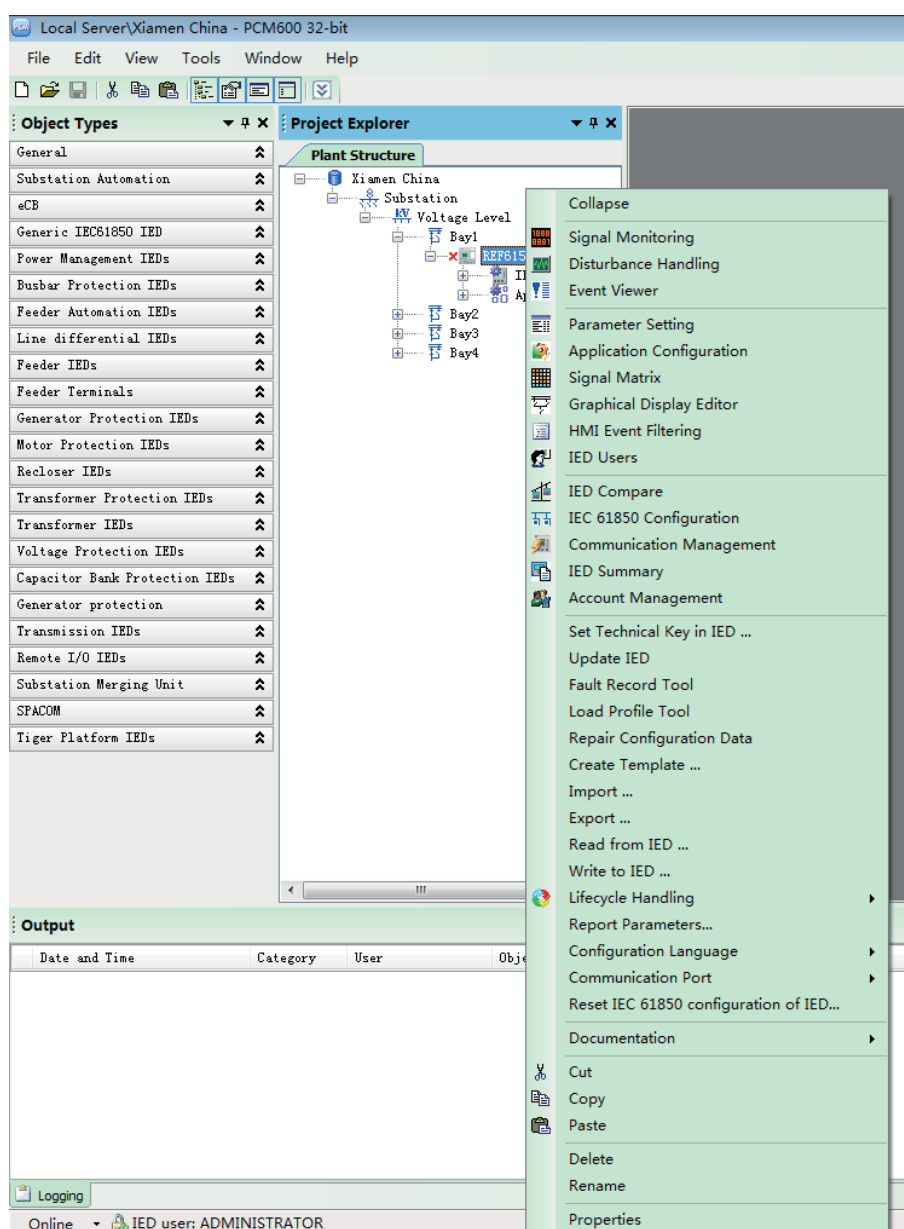 Local Server\Xiamen China - PCM600 32-bit
File Edit View Tools Window Help
Object Types
General
Substation Automation
eCB
Generic IEC61850 IED
Power Management IEDs
Busbar Protection IEDs
Feeder Automation IEDs
Line differential IEDs
Feeder IEDs
Feeder Terminals
Generator Protection IEDs
Motor Protection IEDs
Recloser IEDs
Transformer Protection IEDs
Transformer IEDs
Voltage Protection IEDs
Capacitor Bank Protection IEDs
Generator protection
Transmission IEDs
Remote I/O IEDs
Substation Merging Unit
SPACOM
Tiger Platform IEDs
Project Explorer
Plant Structure
Xiamen China
Substation
Voltage Level
Bay1
REF615
Bay2
Bay3
Bay4
Collapse
Signal Monitoring
Disturbance Handling
Event Viewer
Parameter Setting
Application Configuration
Signal Matrix
Graphical Display Editor
HMI Event Filtering
IED Users
IED Compare
IEC 61850 Configuration
Communication Management
IED Summary
Account Management
Set Technical Key in IED ...
Update IED
Fault Record Tool
Load Profile Tool
Repair Configuration Data
Create Template ...
Import ...
Export ...
Read from IED ...
Write to IED ...
Lifecycle Handling
Report Parameters...
Configuration Language
Communication Port
Reset IEC 61850 configuration of IED...
Documentation
Cut
Copy
Paste
Delete
Rename
Properties
Output
Date and Time Category User Obje
Logging
Online IED user: ADMINISTRATOR